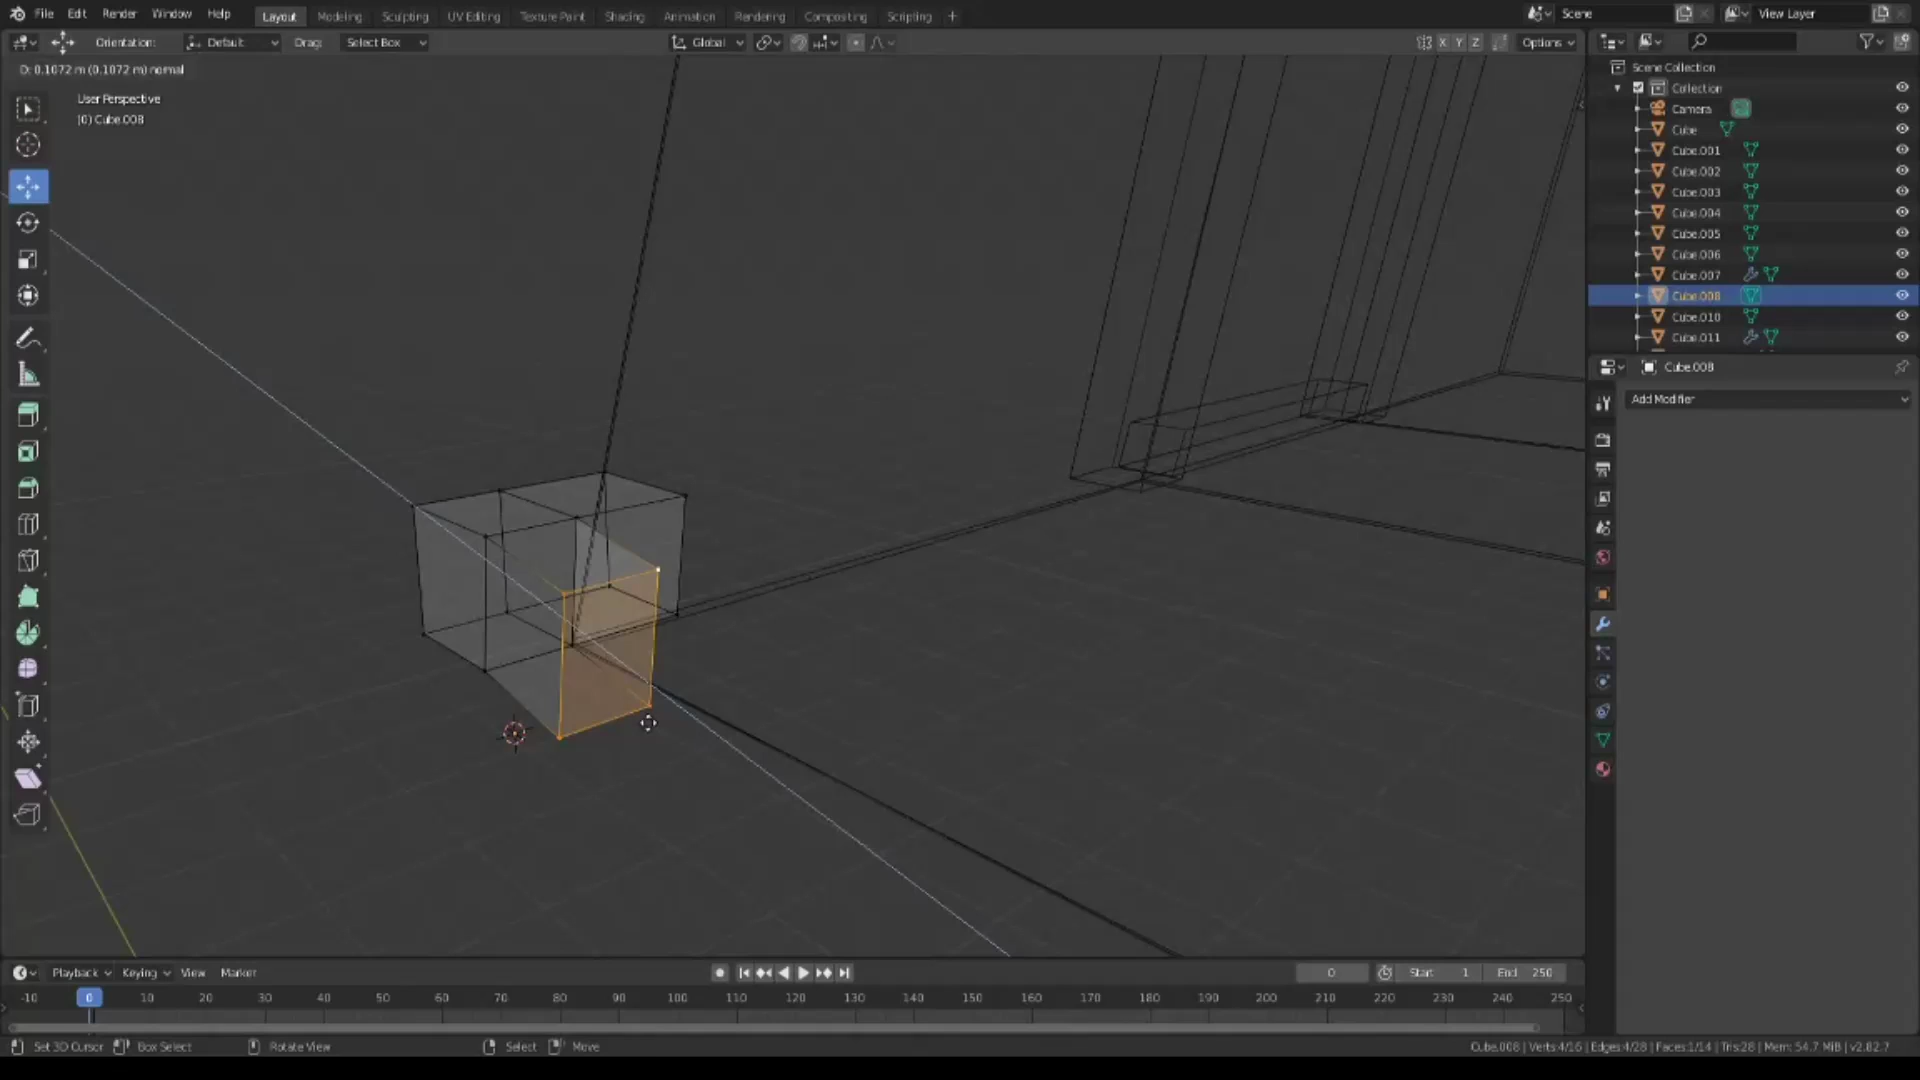 File Edit Render Window Help Layout Modeling Sculpting UV Editing Texture Paint Shading Animation Rendering Compositing Scripting + Scene View Layer
Orientation: Default Drag: Select Box Global X Y Z Options
D: 0.1072 m (0.1072 m) normal
User Perspective
(0) Cube.008
Scene Collection
Collection
Camera
Cube
Cube.001
Cube.002
Cube.003
Cube.004
Cube.005
Cube.006
Cube.007
Cube.008
Cube.010
Cube.011
Cube.008
Add Modifier
Playback Keying View Marker 0 Start 1 End 250
-10 0 10 20 30 40 50 60 70 80 90 100 110 120 130 140 150 160 170 180 190 200 210 220 230 240 250
Set 3D Cursor Box Select Rotate View Select Move Cube.008 | Verts:4/16 | Edges:4/28 | Faces:1/14 | Tris:28 | Mem: 54.7 MiB | v2.82.7